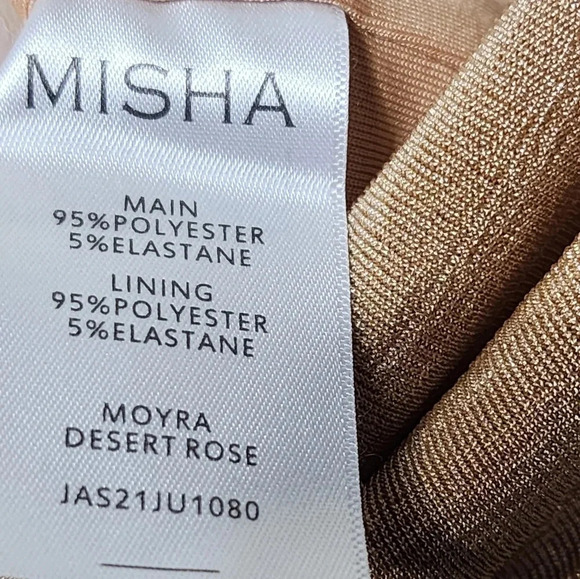 MISHA
MAIN
95%POLYESTER
5%ELASTANE
LINING
95%POLYESTER
5%ELASTANE
MOYRA
DESERT ROSE
JAS21JU1080